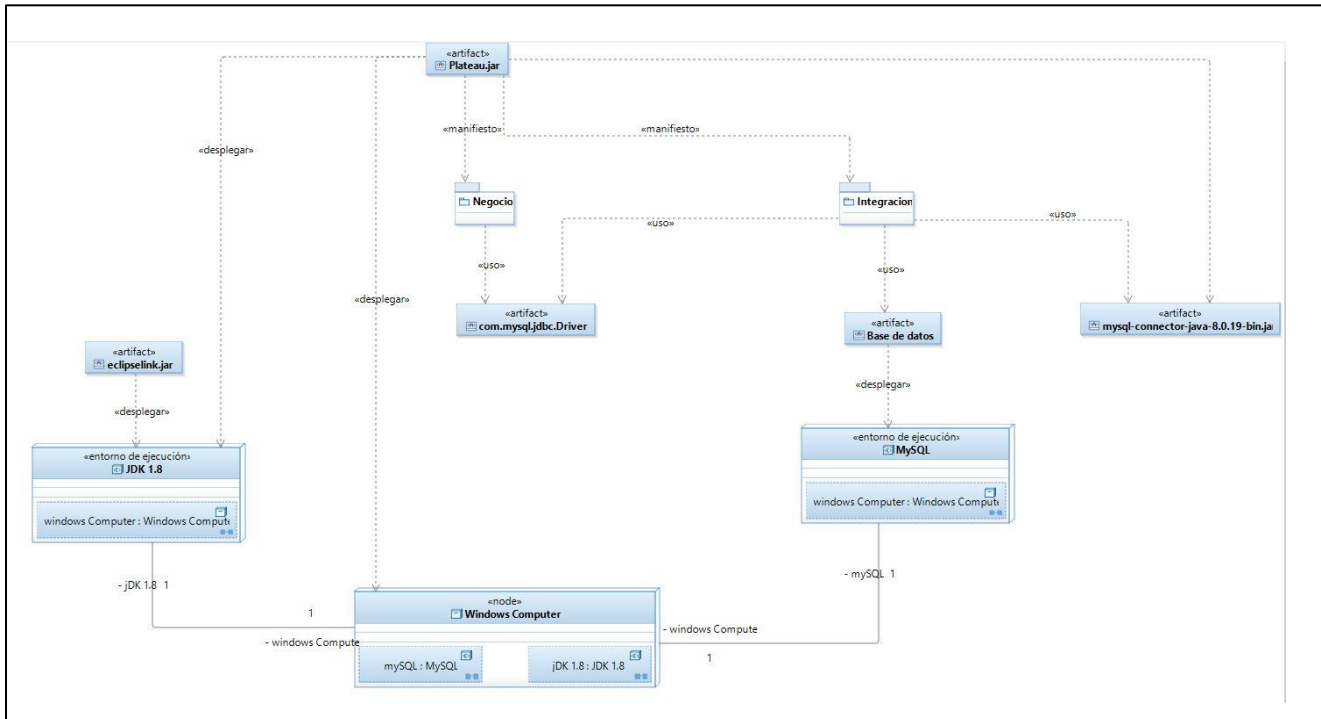 «artifact»
Plateau.jar
«manifiesto»
«manifiesto»
«desplegar»
Negocio
Integracion
«uso»
«uso»
«uso»
«uso»
«desplegar»
«artifact»
com.mysql.jdbc.Driver
«artifact»
Base de datos
«artifact»
mysql-connector-java-8.0.19-bin.jar
«artifact»
eclipselink.jar
«desplegar»
«desplegar»
«entorno de ejecución»
JDK 1.8
windows Computer : Windows Compute
«entorno de ejecución»
MySQL
windows Computer : Windows Compute
- jDK 1.8 1
- mySQL 1
1
- windows Compute
«node»
Windows Computer
mySQL : MySQL
jDK 1.8 : JDK 1.8
- windows Compute
1